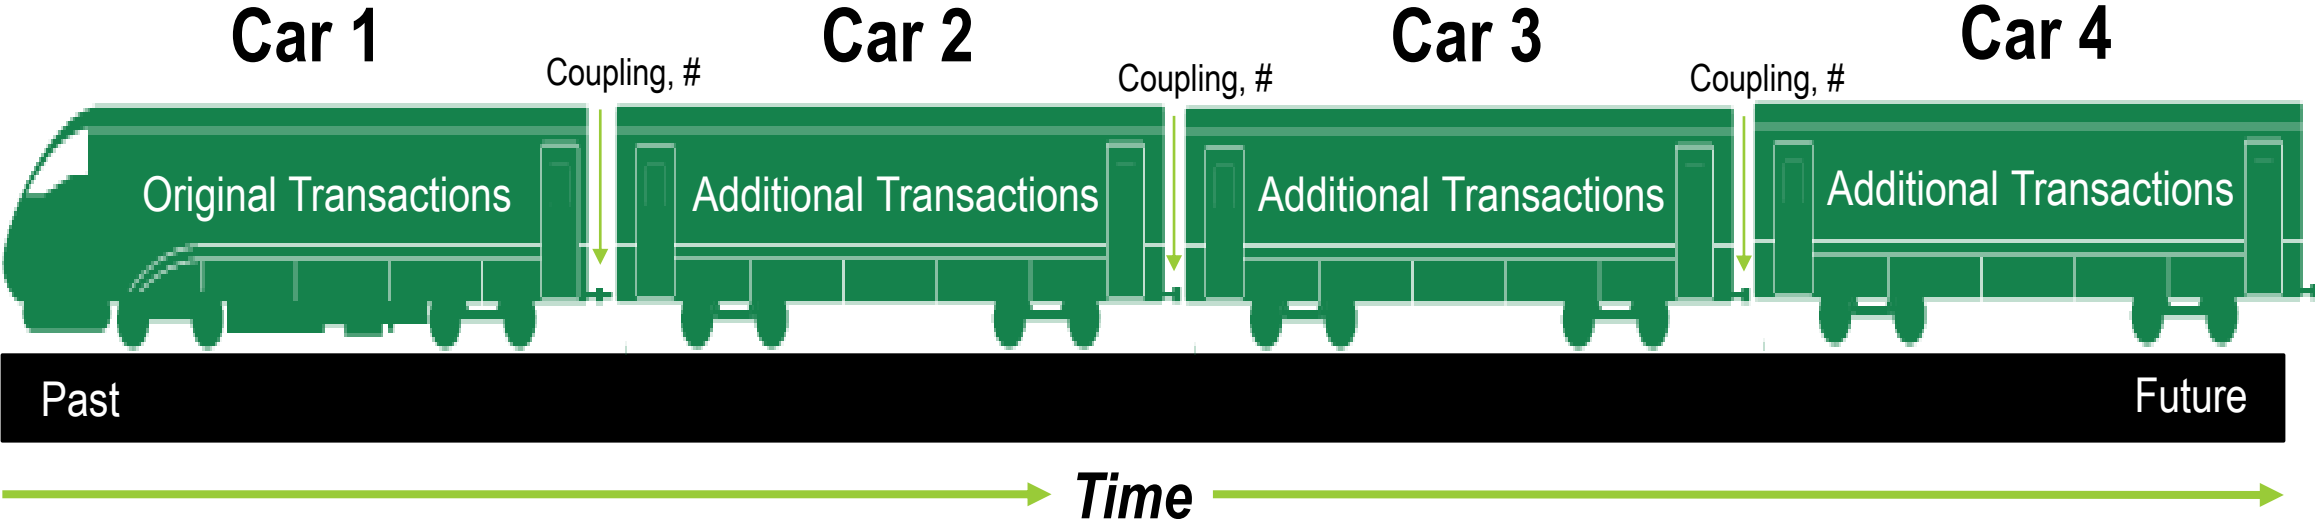 Car 1
Car 2
Car 3
Car 4
Coupling, #
Coupling, #
Coupling, #
Original Transactions
Additional Transactions
Additional Transactions
Additional Transactions
Past
Future
Time